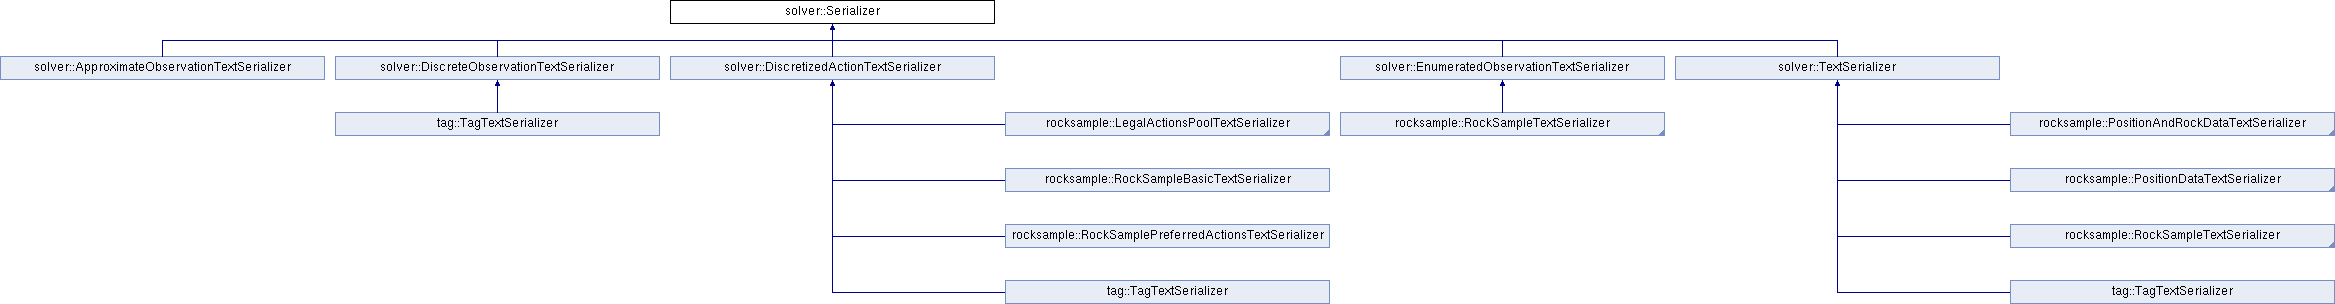 solver::Serializer
solver::ApproximateObservationTextSerializer
solver::DiscreteObservationTextSerializer
solver::DiscretizedActionTextSerializer
solver::EnumeratedObservationTextSerializer
solver::TextSerializer
tag::TagTextSerializer
rocksample::LegalActionsPoolTextSerializer
rocksample::RockSampleTextSerializer
rocksample::PositionAndRockDataTextSerializer
rocksample::RockSampleBasicTextSerializer
rocksample::PositionDataTextSerializer
rocksample::RockSamplePreferredActionsTextSerializer
rocksample::RockSampleTextSerializer
tag::TagTextSerializer
tag::TagTextSerializer